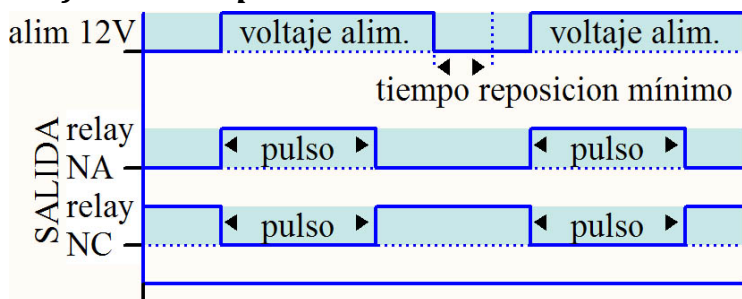 alim 12V
voltaje alim.
voltaje alim.
tiempo reposicion mínimo
SALIDA
relay
NA
pulso
pulso
relay
NC
pulso
pulso